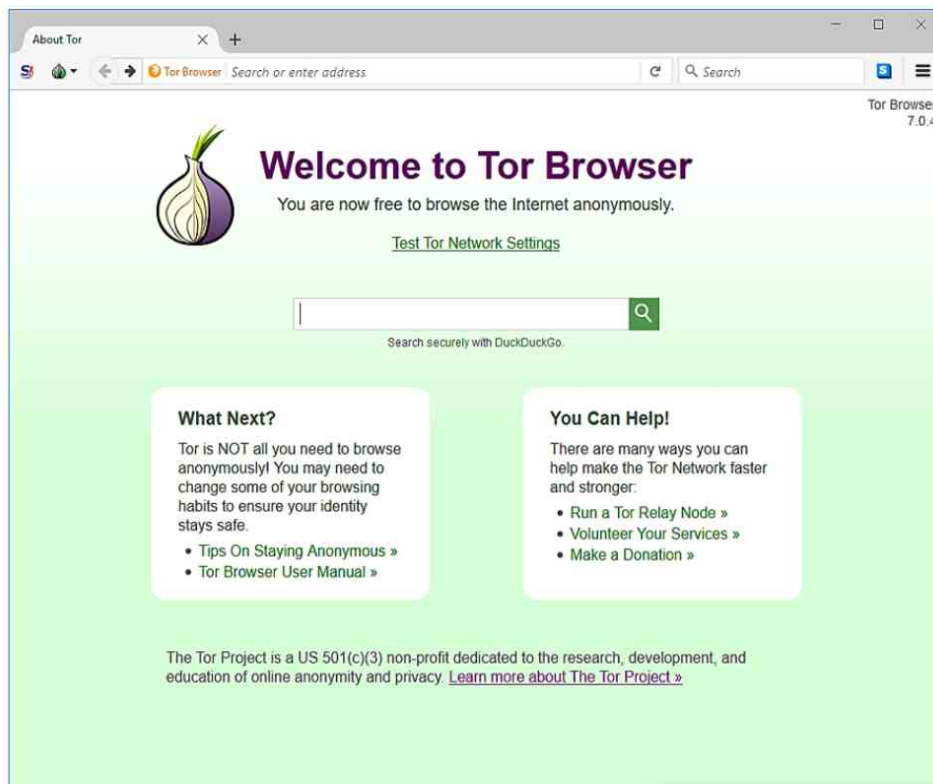 About Tor
Tor Browser Search or enter address
Search
Tor Browser
7.0.4
Welcome to Tor Browser
You are now free to browse the Internet anonymously.
Test Tor Network Settings
Search securely with DuckDuckGo.
What Next?
Tor is NOT all you need to browse
anonymously! You may need to
change some of your browsing
habits to ensure your identity
stays safe.
• Tips On Staying Anonymous »
• Tor Browser User Manual »
You Can Help!
There are many ways you can
help make the Tor Network faster
and stronger:
• Run a Tor Relay Node »
• Volunteer Your Services »
• Make a Donation »
The Tor Project is a US 501(c)(3) non-profit dedicated to the research, development, and
education of online anonymity and privacy. Learn more about The Tor Project »